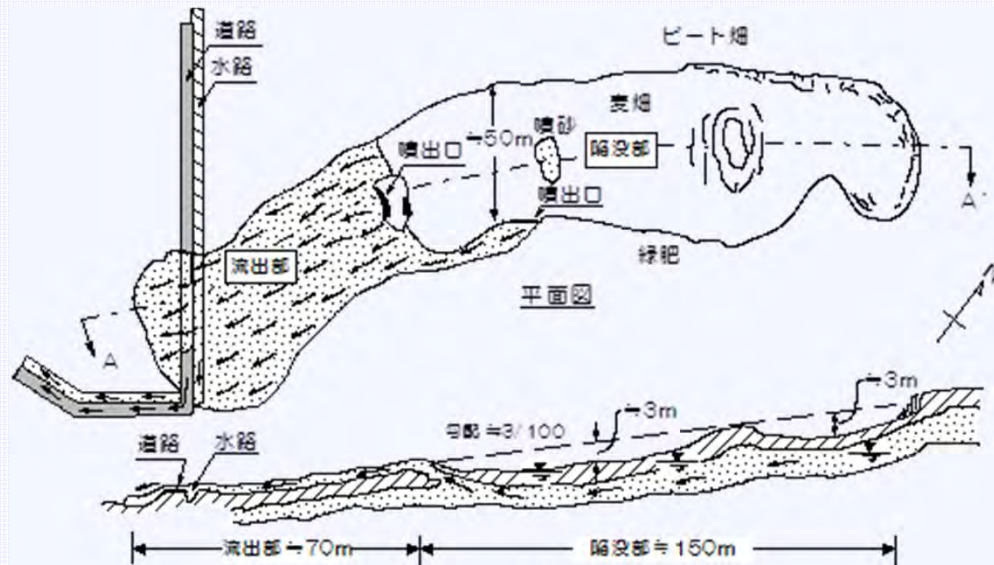 道路
水路
ビート畑
麦畑
噴砂
≒50m
噴出口
陥没部
噴出口
A'
流出部
緑肥
平面図
A
≒3m
≒3m
勾配≒3/100
道路
水路
流出部≒70m
陥没部≒150m